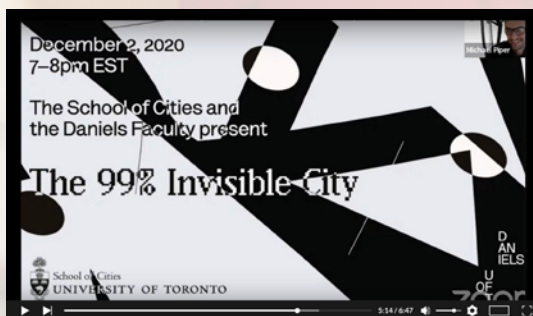 December 2, 2020
7–8pm EST
The School of Cities and
the Daniels Faculty present
The 99% Invisible City
Michael Piper
School of Cities
UNIVERSITY OF TORONTO
D
AN
IELS
U
OF
T
zoom
5:14/6:47